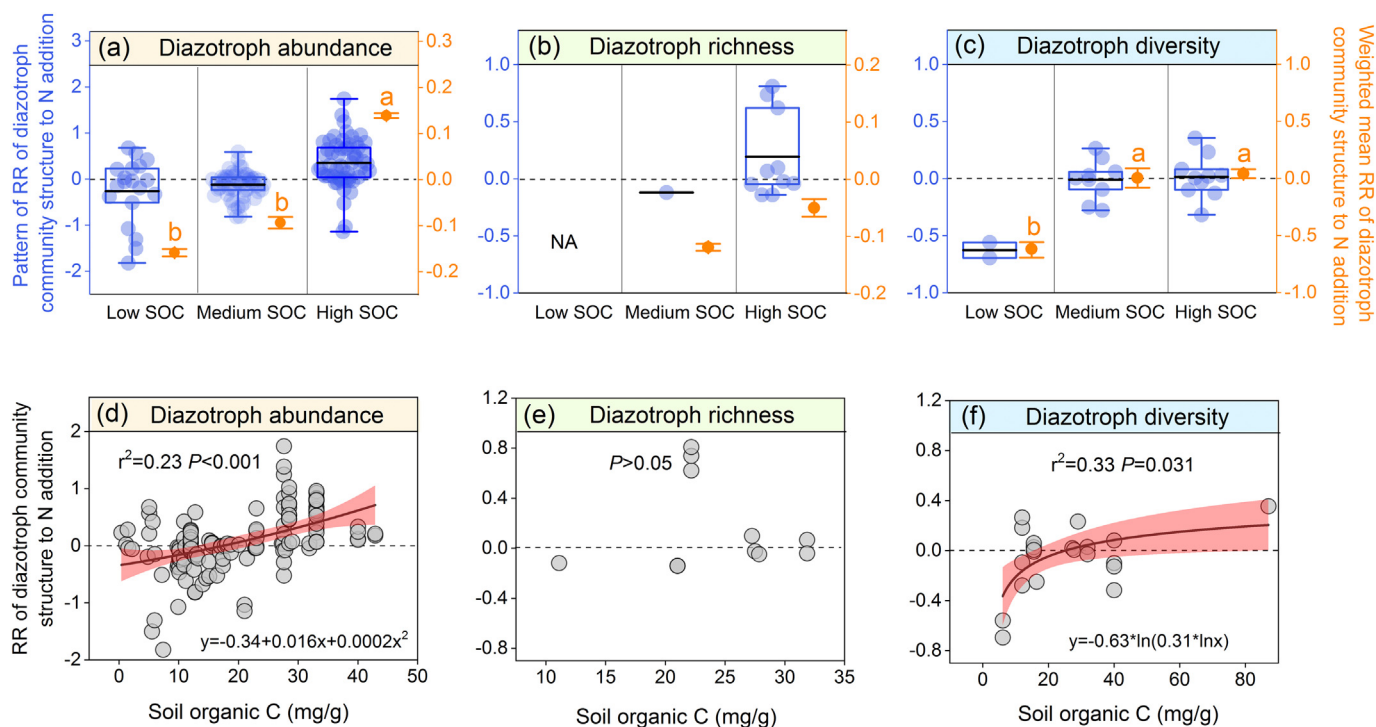 (a) Diazotroph abundance
(b) Diazotroph richness
(c) Diazotroph diversity
Pattern of RR of diazotroph
community structure to N addition
3
2
1
0
-1
-2
b
b
a
0.3
0.2
0.1
0.0
-0.1
-0.2
Low SOC Medium SOC High SOC
1.0
0.5
0.0
-0.5
-1.0
NA
0.2
0.1
0.0
-0.1
-0.2
Low SOC Medium SOC High SOC
1.0
0.5
0.0
-0.5
-1.0
b
a
a
1.0
0.5
0.0
-0.5
-1.0
Low SOC Medium SOC High SOC
Weighted mean RR of diazotroph
community structure to N addition
(d) Diazotroph abundance
(e) Diazotroph richness
(f) Diazotroph diversity
RR of diazotroph community
structure to N addition
2
1
0
-1
-2
r²=0.23 P<0.001
y=-0.34+0.016x+0.0002x²
0 10 20 30 40 50
Soil organic C (mg/g)
1.2
0.8
0.4
0.0
-0.4
-0.8
P>0.05
10 15 20 25 30 35
Soil organic C (mg/g)
1.2
0.8
0.4
0.0
-0.4
-0.8
r²=0.33 P=0.031
y=-0.63*ln(0.31*lnx)
0 20 40 60 80
Soil organic C (mg/g)